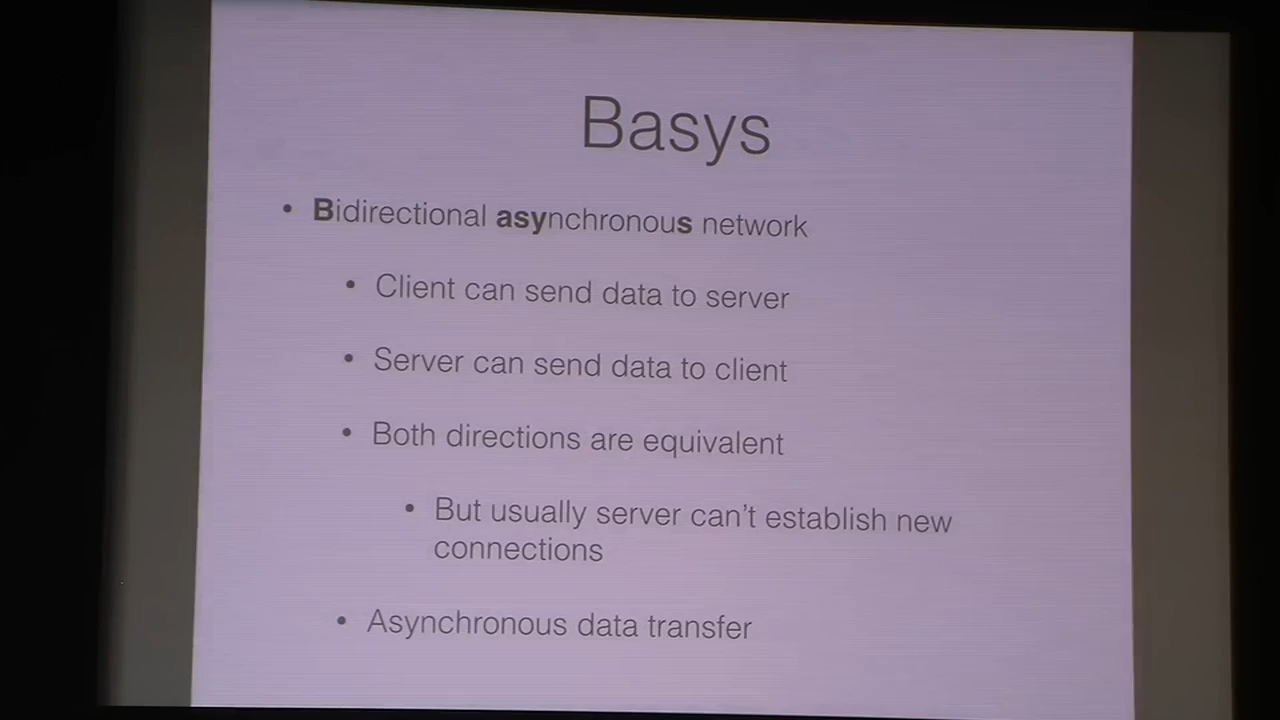 Basys
• Bidirectional asynchronous network
• Client can send data to server
• Server can send data to client
• Both directions are equivalent
• But usually server can't establish new
connections
• Asynchronous data transfer